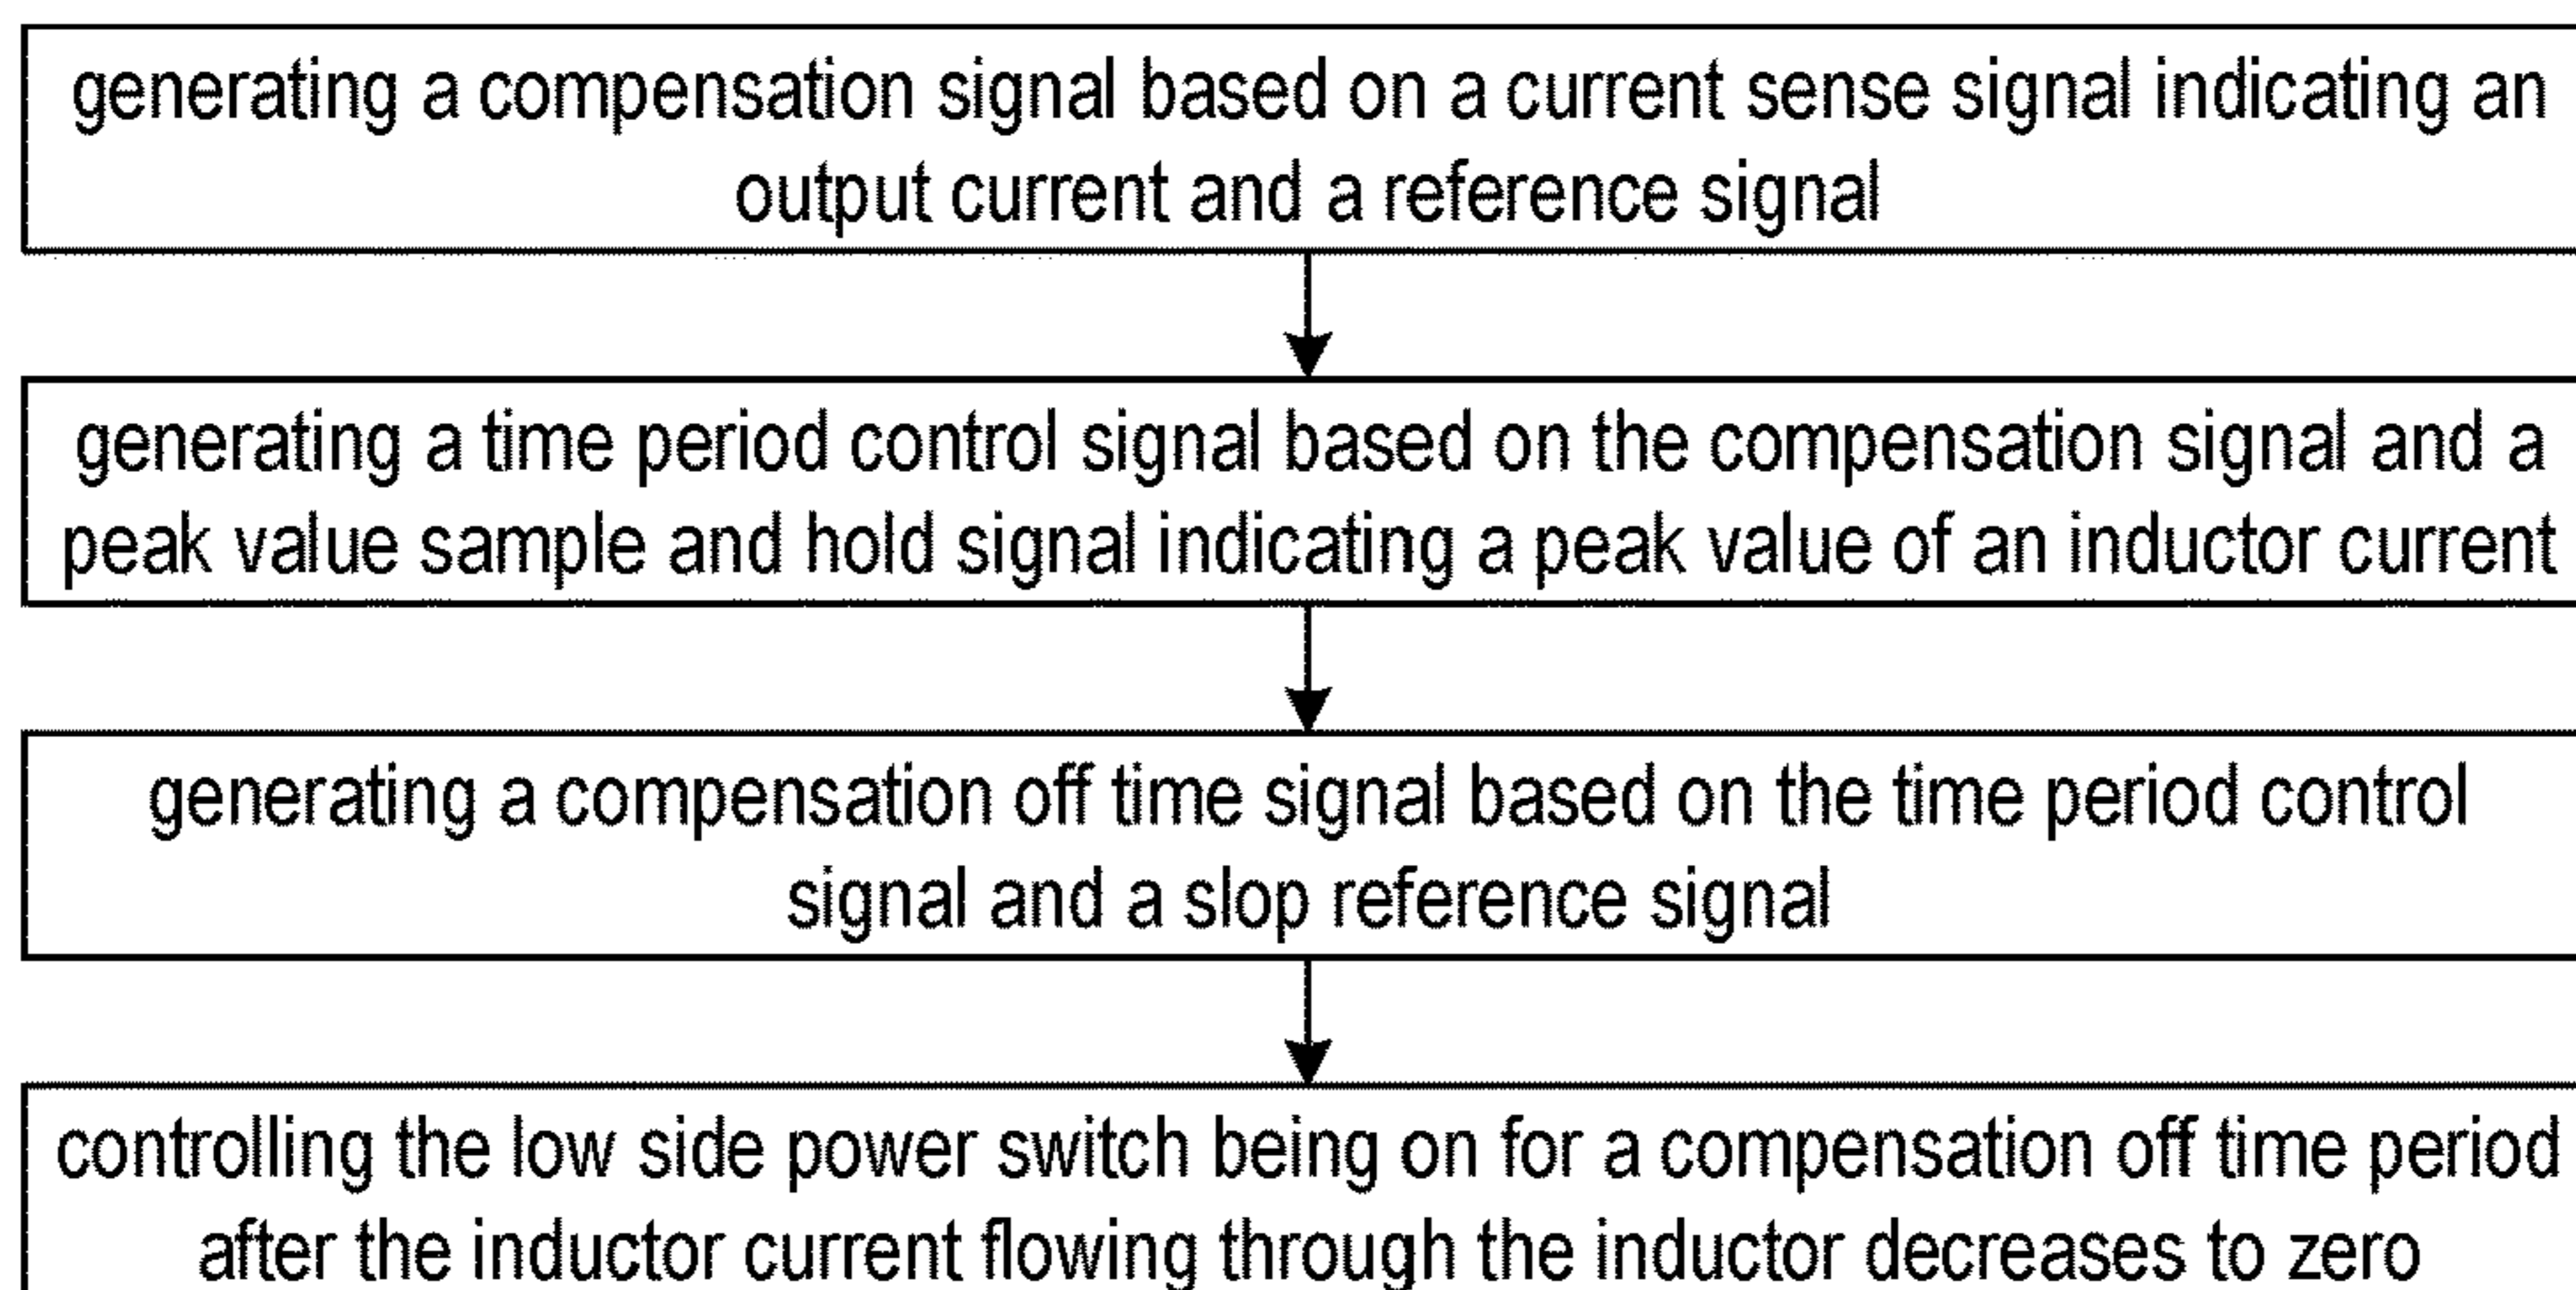 generating a compensation signal based on a current sense signal indicating an
output current and a reference signal
generating a time period control signal based on the compensation signal and a
peak value sample and hold signal indicating a peak value of an inductor current
generating a compensation off time signal based on the time period control
signal and a slop reference signal
controlling the low side power switch being on for a compensation off time period
after the inductor current flowing through the inductor decreases to zero